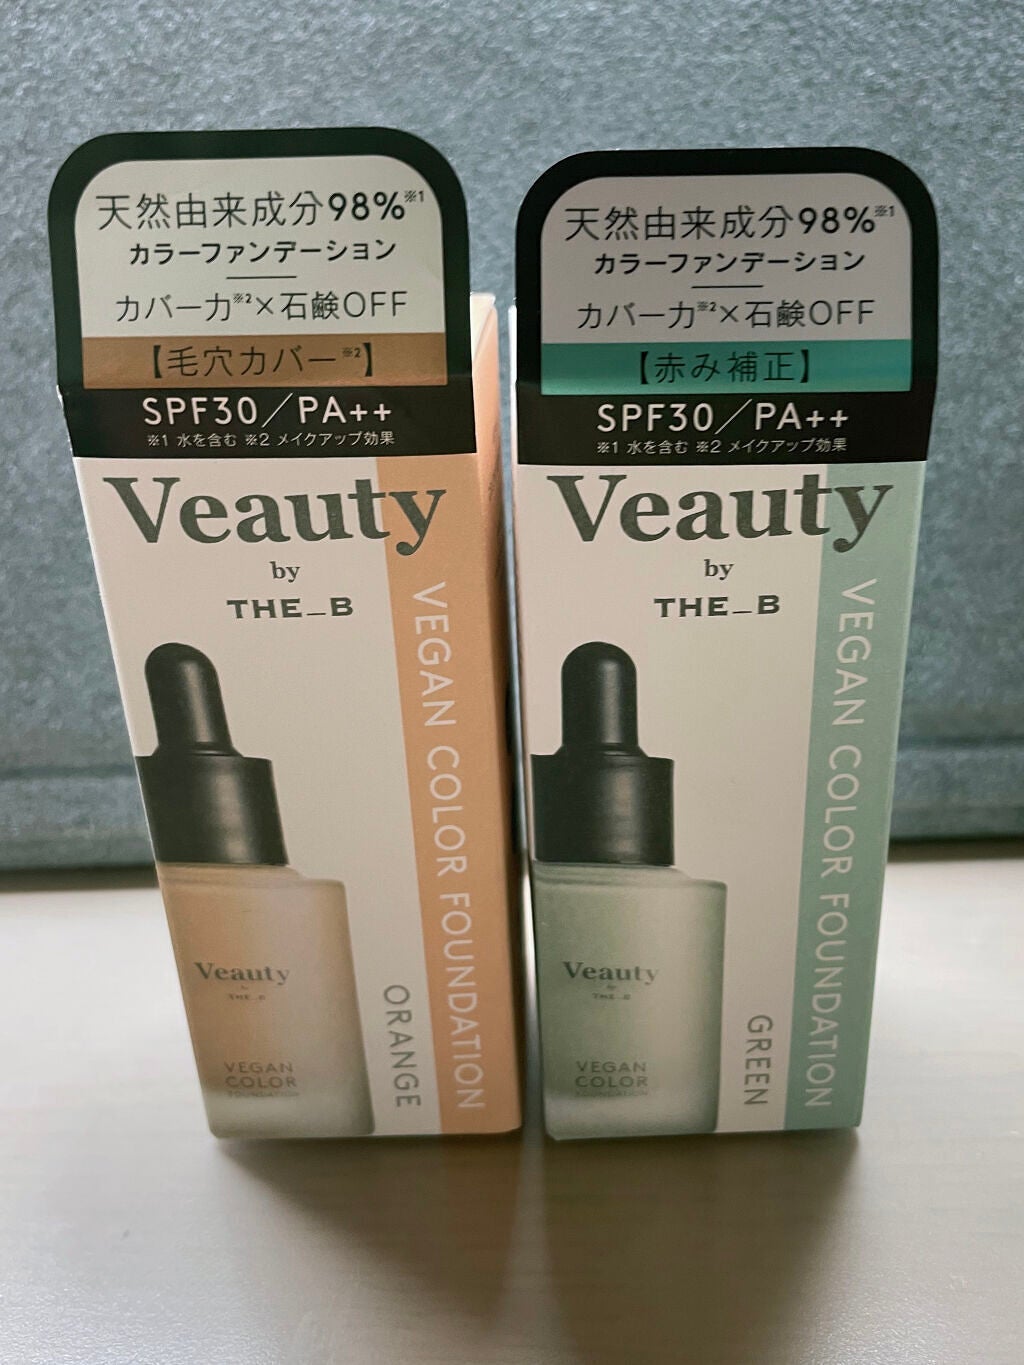 天然由来成分98%※1
カラーファンデーション
カバー力※2×石鹸OFF
【毛穴カバー※2】
SPF30/PA++
※1 水を含む ※2 メイクアップ効果
Veauty
by
THE_B
VEGAN COLOR FOUNDATION
ORANGE
Veauty
by
THE_B
VEGAN
COLOR
FOUNDATION
天然由来成分98%※1
カラーファンデーション
カバー力※2×石鹸OFF
【赤み補正】
SPF30/PA++
※1 水を含む ※2 メイクアップ効果
Veauty
by
THE_B
VEGAN COLOR FOUNDATION
GREEN
Veauty
by
THE_B
VEGAN
COLOR
FOUNDATION